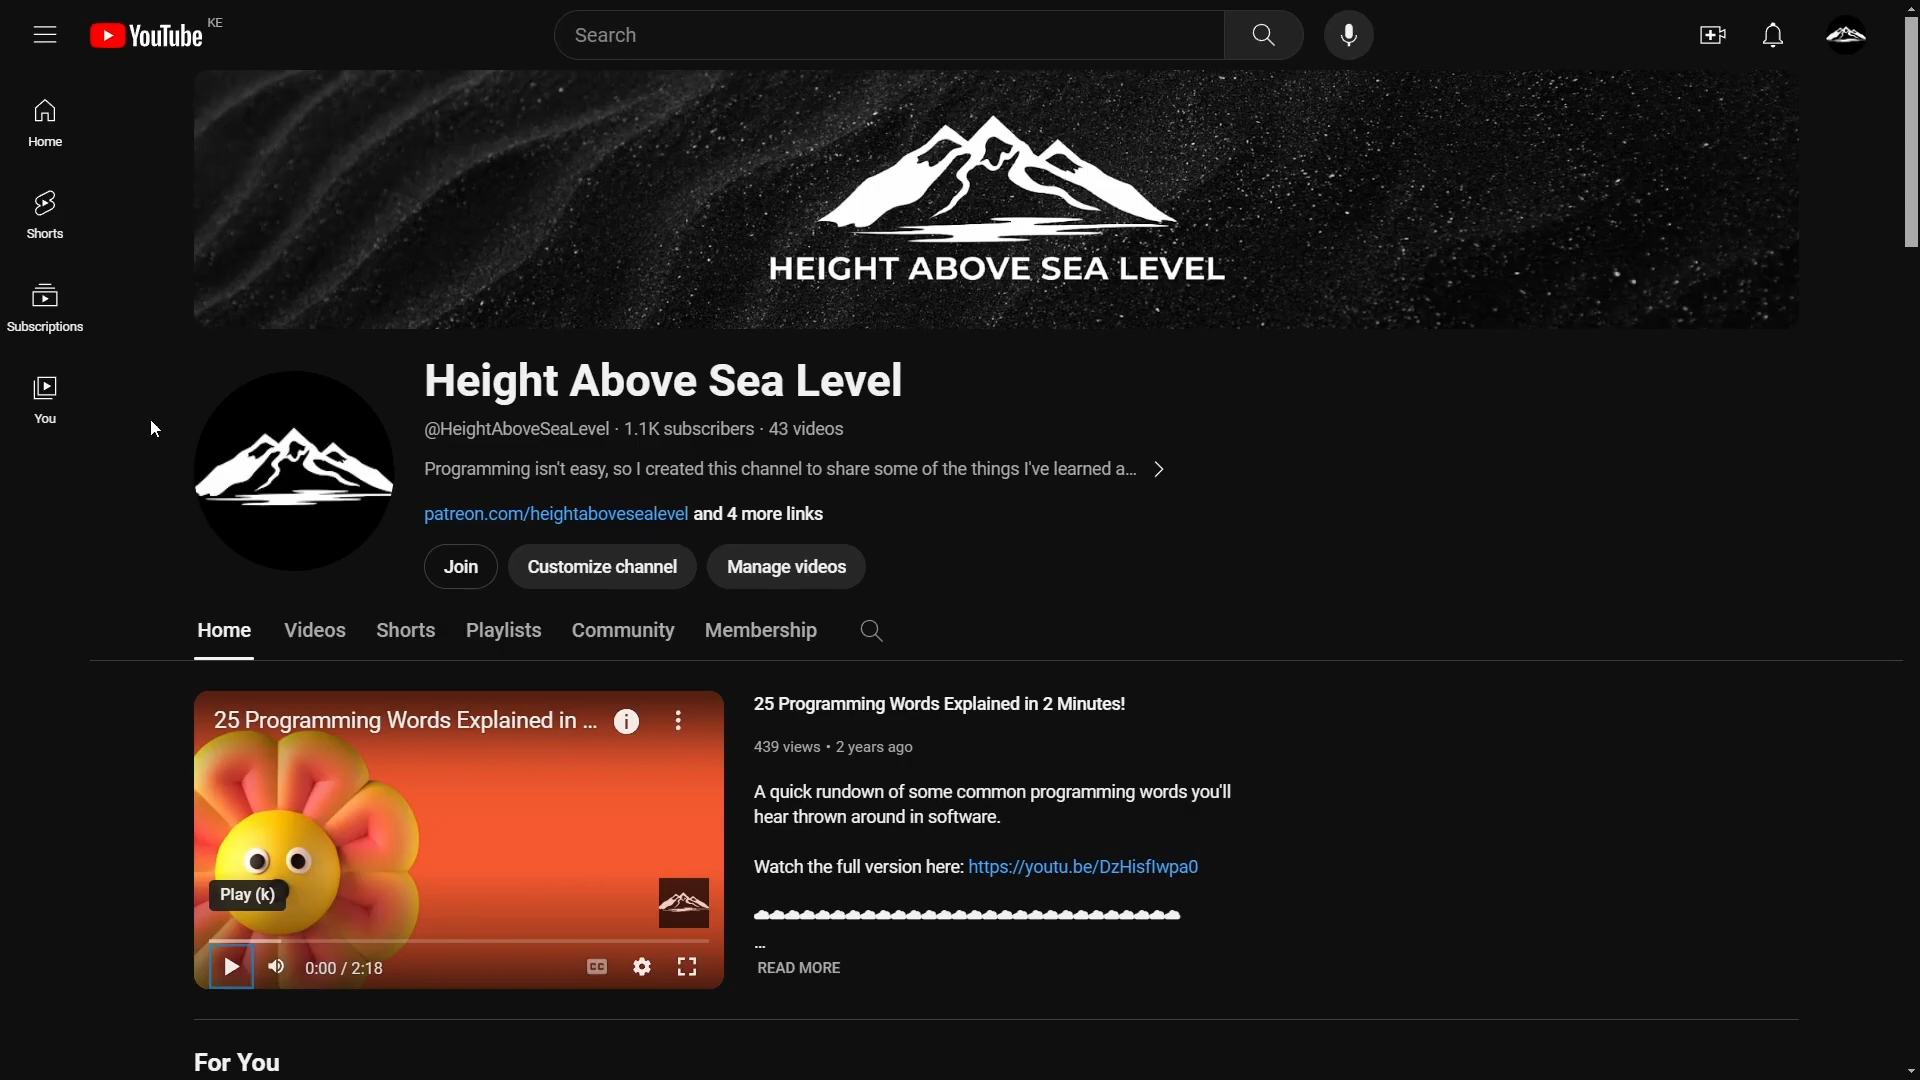 YouTube KE
Search
Home
Shorts
Subscriptions
You
HEIGHT ABOVE SEA LEVEL
Height Above Sea Level
@HeightAboveSeaLevel · 1.1K subscribers · 43 videos
Programming isn't easy, so I created this channel to share some of the things I've learned a...
patreon.com/heightabovesealevel and 4 more links
Join Customize channel Manage videos
Home Videos Shorts Playlists Community Membership
25 Programming Words Explained in ...
Play (k)
0:00 / 2:18
CC
25 Programming Words Explained in 2 Minutes!
439 views • 2 years ago
A quick rundown of some common programming words you'll
hear thrown around in software.
Watch the full version here: https://youtu.be/DzHisflwpa0
...
READ MORE
For You